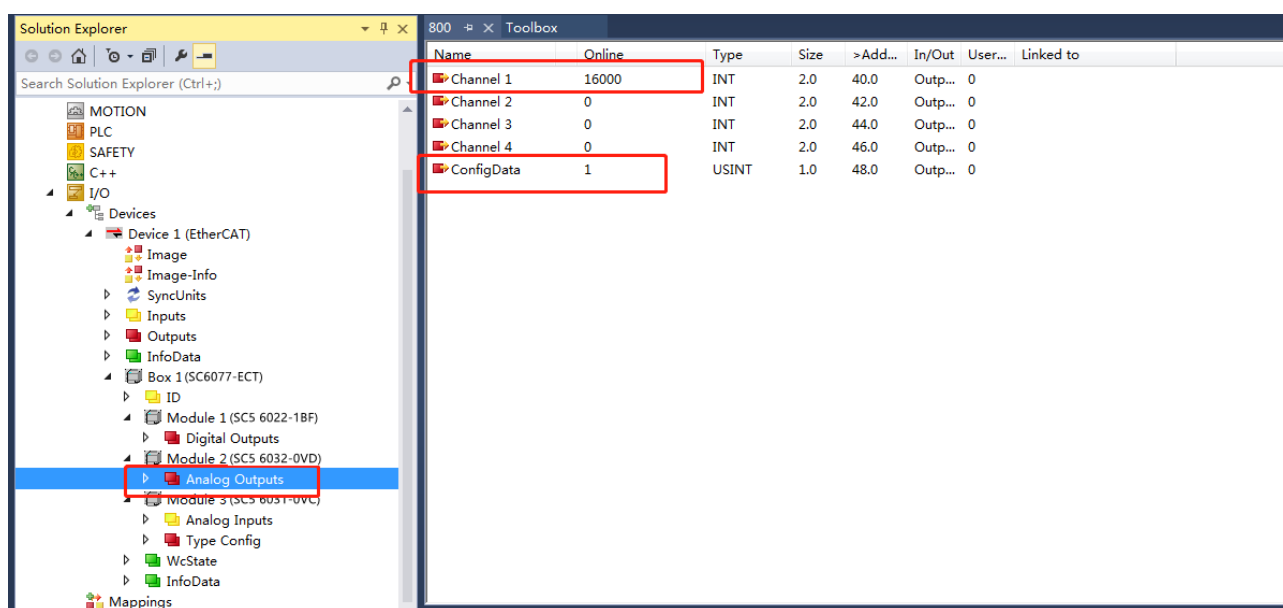 Solution Explorer
Search Solution Explorer (Ctrl+;)
MOTION
PLC
SAFETY
C++
I/O
Devices
Device 1 (EtherCAT)
Image
Image-Info
SyncUnits
Inputs
Outputs
InfoData
Box 1 (SC6077-ECT)
ID
Module 1 (SC5 6022-1BF)
Digital Outputs
Module 2 (SC5 6032-0VD)
Analog Outputs
Module 3 (SC5 6031-0VC)
Analog Inputs
Type Config
WcState
InfoData
Mappings
800 Toolbox
Name Online Type Size >Add... In/Out User... Linked to
Channel 1 16000 INT 2.0 40.0 Outp... 0
Channel 2 0 INT 2.0 42.0 Outp... 0
Channel 3 0 INT 2.0 44.0 Outp... 0
Channel 4 0 INT 2.0 46.0 Outp... 0
ConfigData 1 USINT 1.0 48.0 Outp... 0